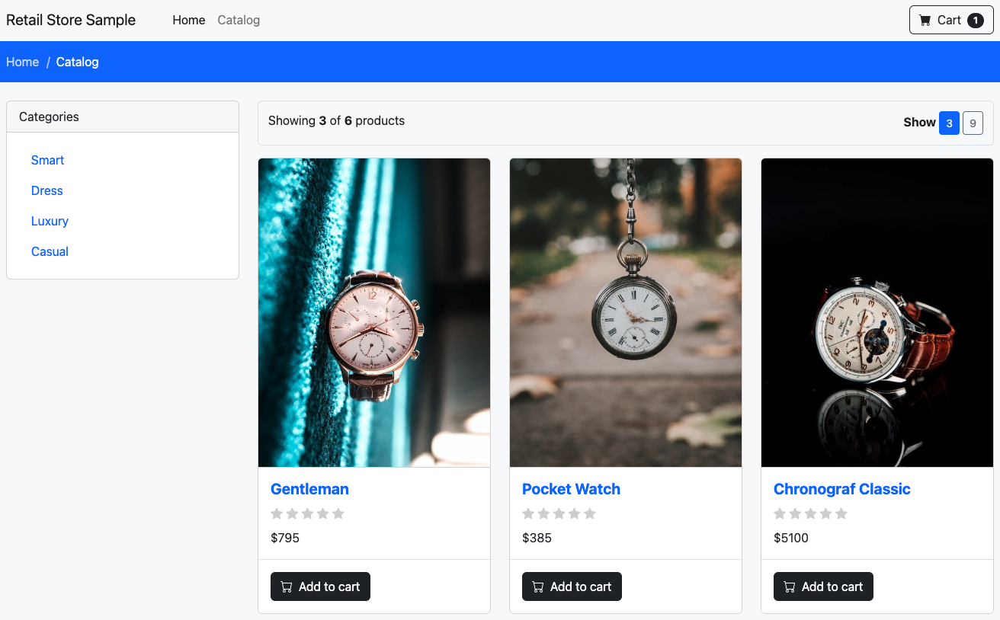 Retail Store Sample Home Catalog Cart 1
Home / Catalog
Categories
Smart
Dress
Luxury
Casual
Showing 3 of 6 products Show 3 9
Gentleman
$795
Add to cart
Pocket Watch
$385
Add to cart
Chronograf Classic
$5100
Add to cart